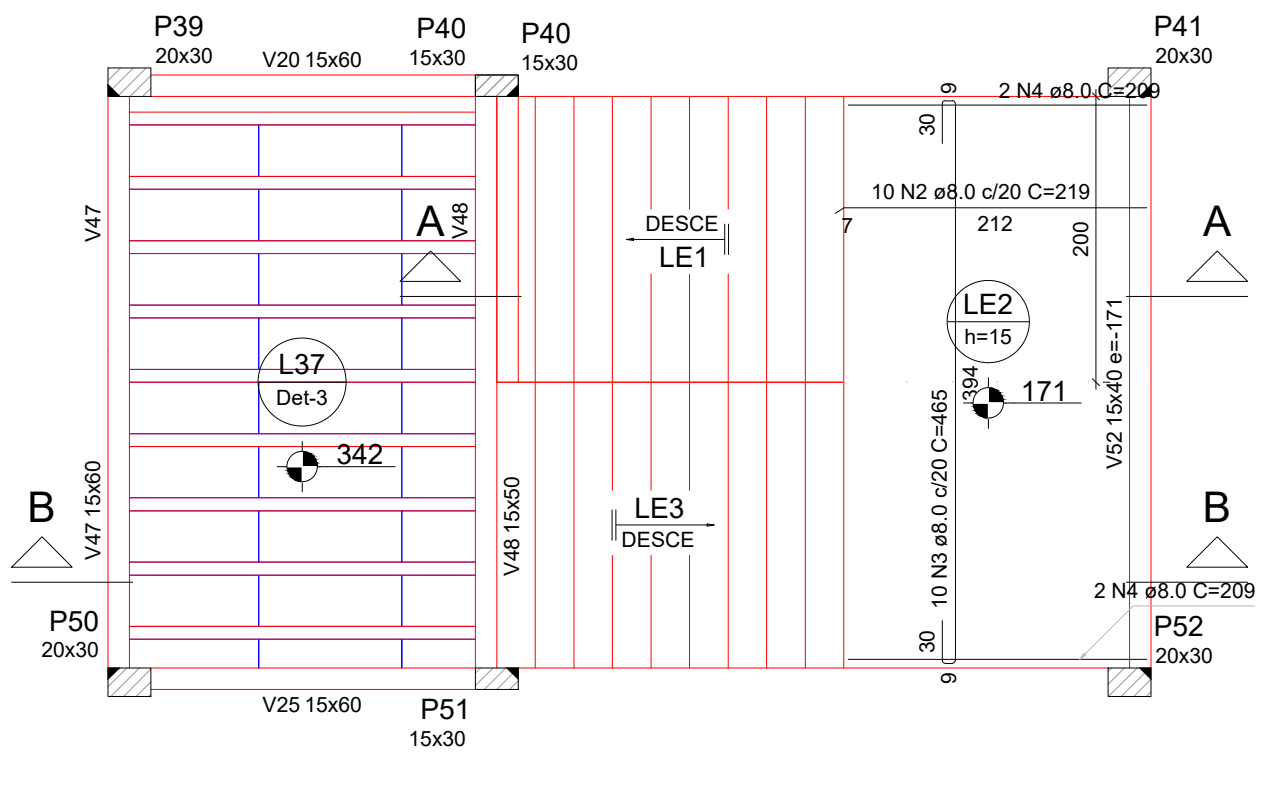 P39
20x30
V20 15x60
P40
15x30
P40
15x30
P41
20x30
2 N4 ø8.0 C=209
9
30
10 N2 ø8.0 c/20 C=219
7
212
200
V47
A
V48
DESCE
LE1
A
LE2
h=15
L37
Det-3
394
171
V52 15x40 e=-171
342
10 N3 ø8.0 c/20 C=465
V47 15x60
V48 15x50
LE3
DESCE
B
B
2 N4 ø8.0 C=209
P50
20x30
30
9
P52
20x30
V25 15x60
P51
15x30